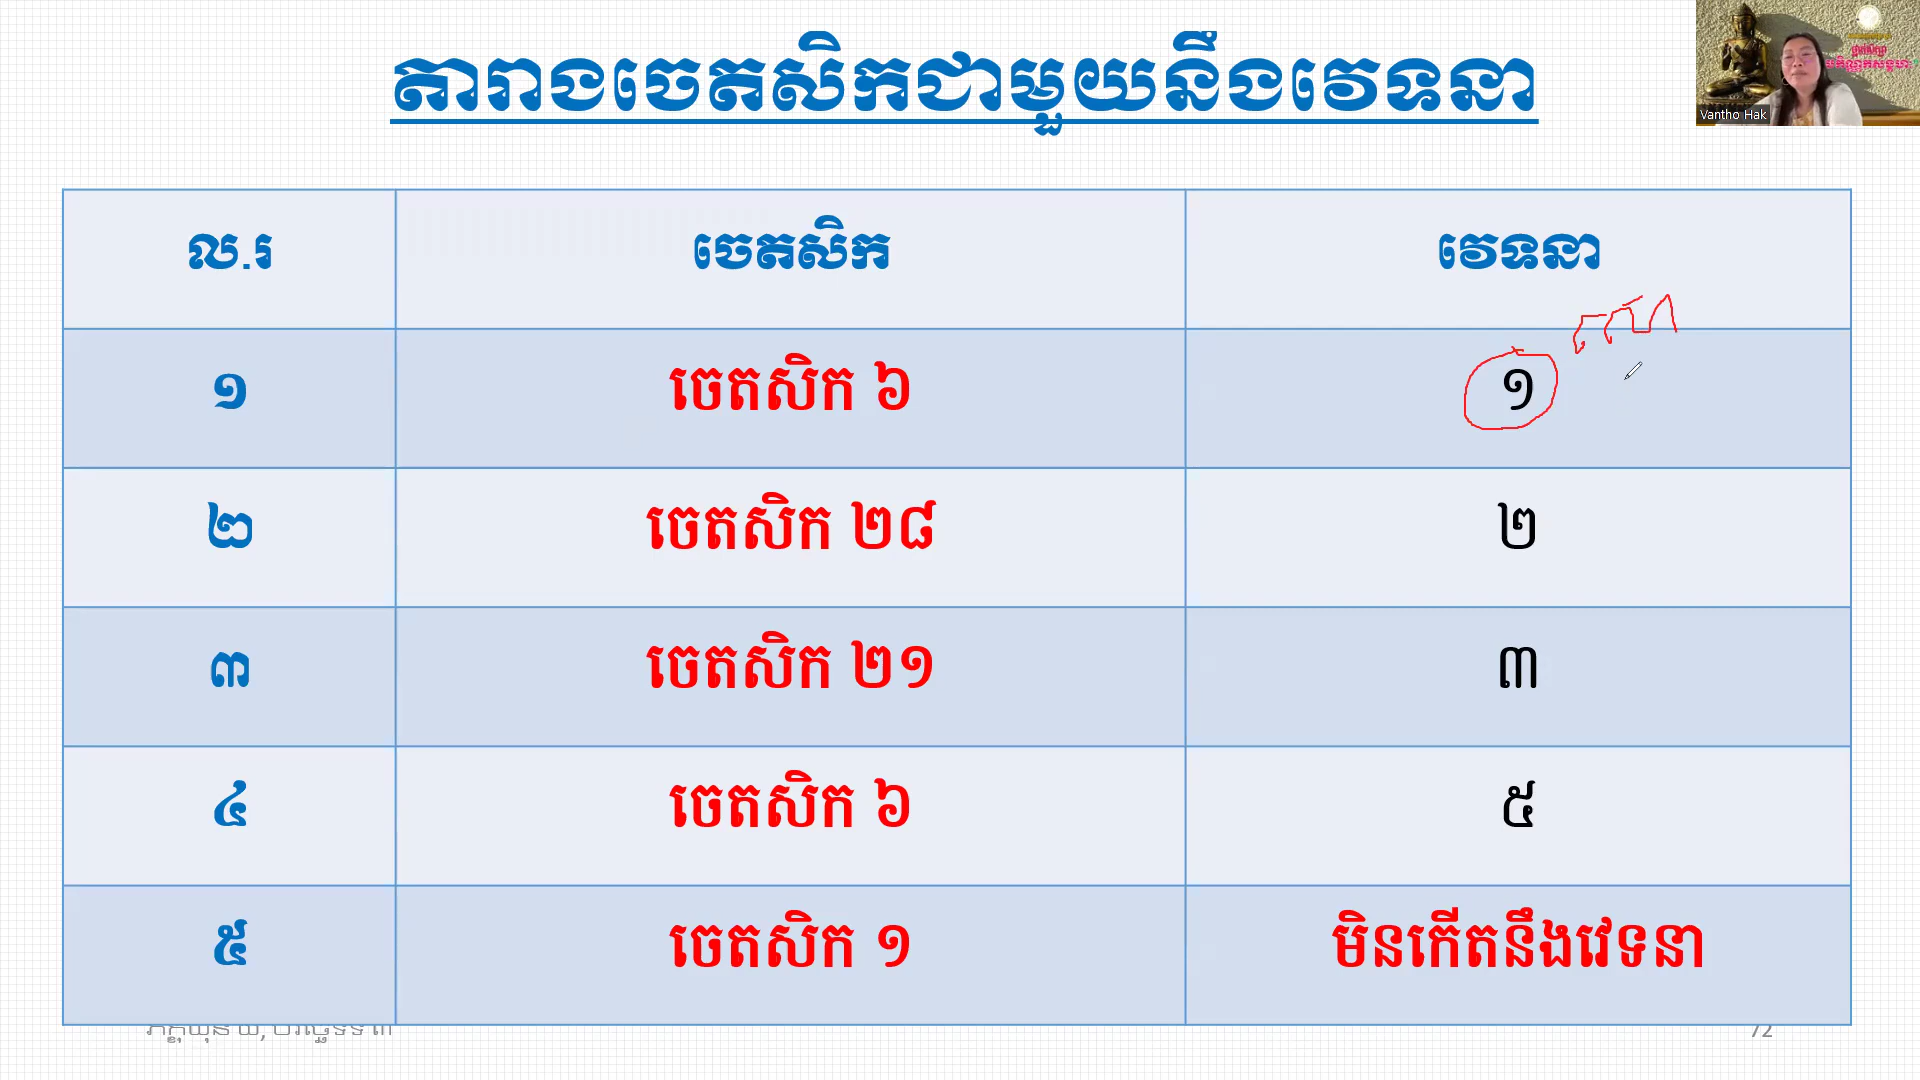 តារាងចេតសិកជាមួយនឹងវេទនា
Vantho Hak
ល.រ ចេតសិក វេទនា
១ ចេតសិក ៦ ១
២ ចេតសិក ២៨ ២
៣ ចេតសិក ២១ ៣
៤ ចេតសិក ៦ ៥
៥ ចេតសិក ១ មិនកើតនឹងវេទនា
72